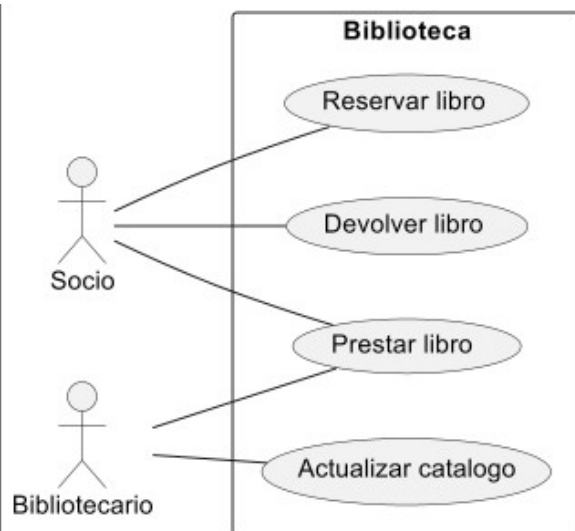 Biblioteca
Reservar libro
Devolver libro
Socio
Prestar libro
Actualizar catalogo
Bibliotecario